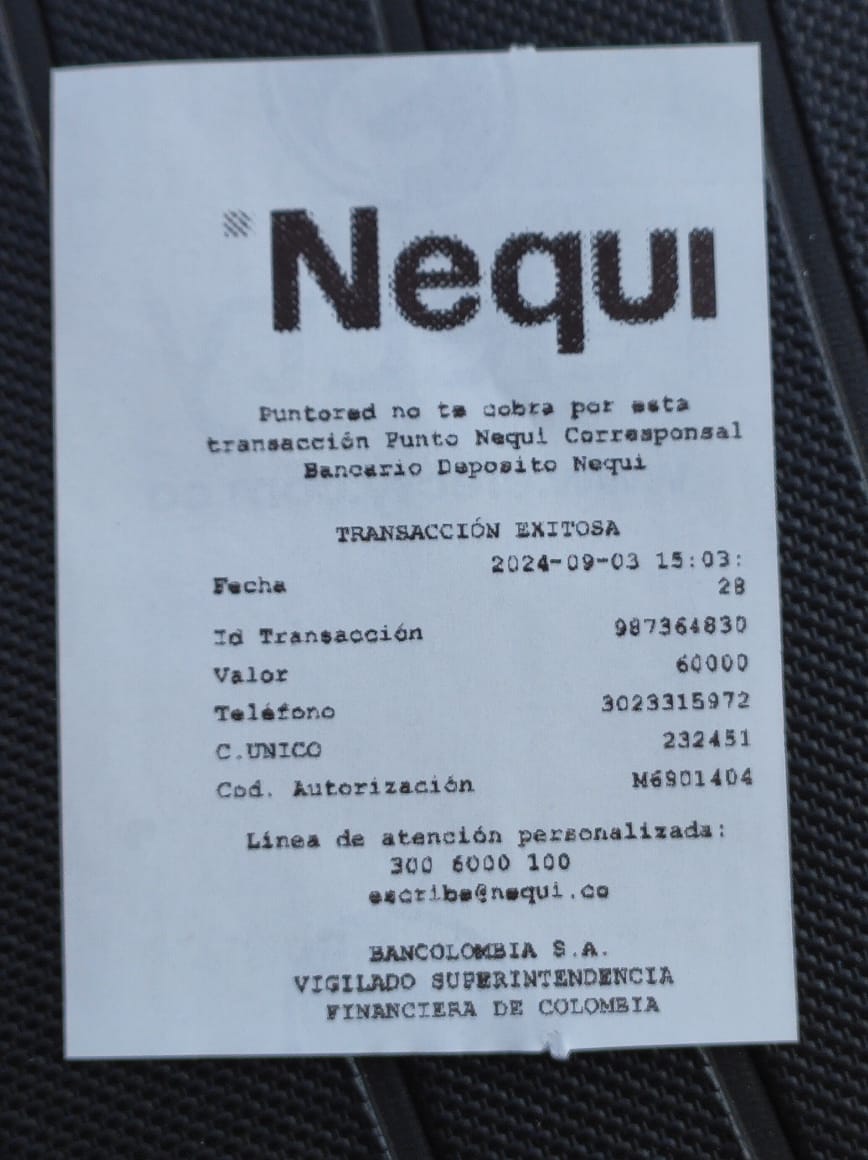 Nequi
Puntored no te cobra por esta
transacción Punto Nequi Corresponsal
Bancario Deposito Nequi
TRANSACCIÓN EXITOSA
Fecha 2024-09-03 15:03:
28
Id Transacción 987364830
Valor 60000
Teléfono 3023315972
C.UNICO 232451
Cod. Autorización M6901404
Línea de atención personalizada:
300 6000 100
escribe@nequi.co
BANCOLOMBIA S.A.
VIGILADO SUPERINTENDENCIA
FINANCIERA DE COLOMBIA